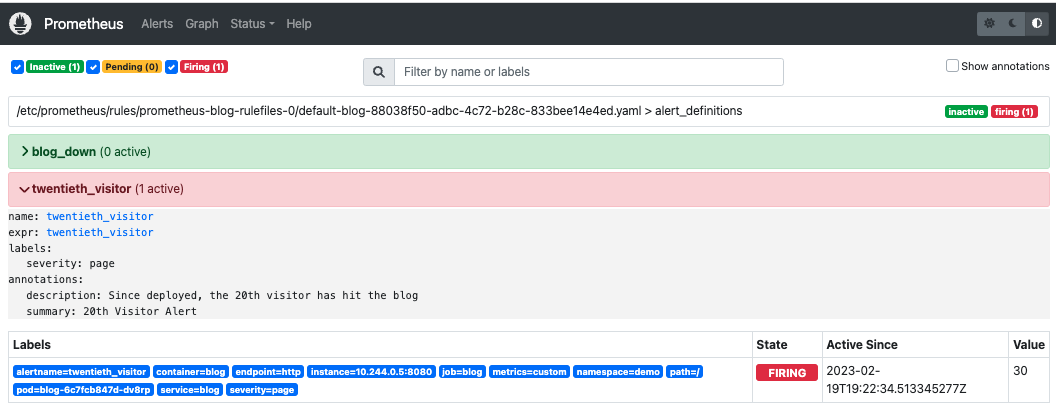 Prometheus Alerts Graph Status Help
Inactive (1) Pending (0) Firing (1) Filter by name or labels Show annotations
/etc/prometheus/rules/prometheus-blog-rulefiles-0/default-blog-88038f50-adbc-4c72-b28c-833bee14e4ed.yaml > alert_definitions inactive firing (1)
blog_down (0 active)
twentieth_visitor (1 active)
name: twentieth_visitor
expr: twentieth_visitor
labels:
severity: page
annotations:
description: Since deployed, the 20th visitor has hit the blog
summary: 20th Visitor Alert
Labels State Active Since Value
alertname=twentieth_visitor container=blog endpoint=http instance=10.244.0.5:8080 job=blog metrics=custom namespace=demo path=/ FIRING 2023-02- 30
pod=blog-6c7fcb847d-dv8rp service=blog severity=page 19T19:22:34.513345277Z